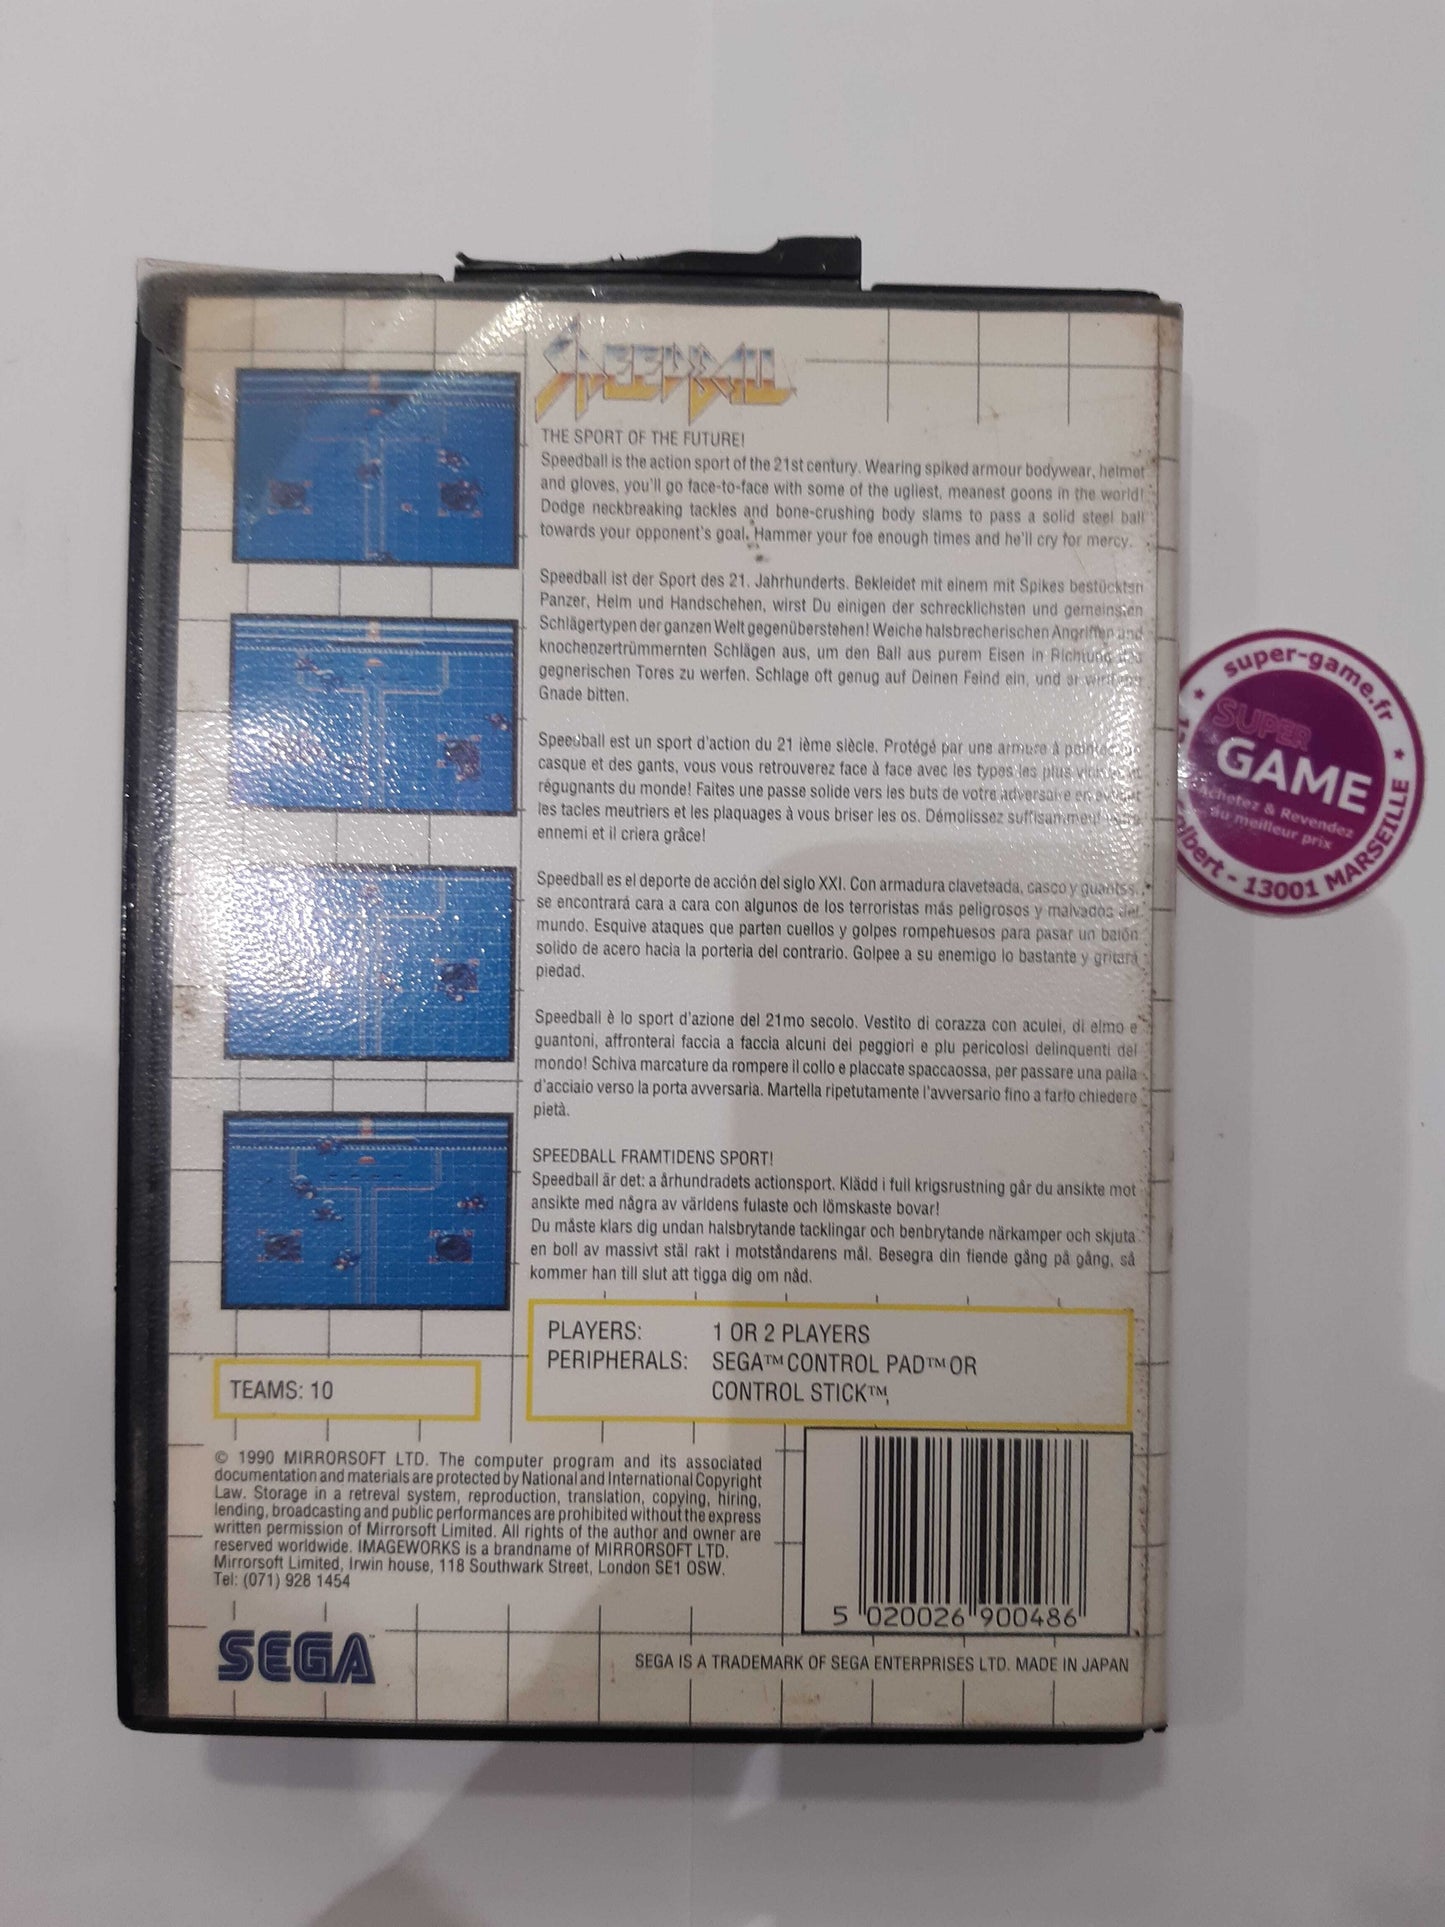 SPEEDBALL
THE SPORT OF THE FUTURE!
Speedball is the action sport of the 21st century. Wearing spiked armour bodywear, helmet
and gloves, you'll go face-to-face with some of the ugliest, meanest goons in the world!
Dodge neckbreaking tackles and bone-crushing body slams to pass a solid steel ball
towards your opponent's goal. Hammer your foe enough times and he'll cry for mercy.
Speedball ist der Sport des 21. Jahrhunderts. Bekleidet mit einem mit Spikes bestückten
Panzer, Helm und Handschehen, wirst Du einigen der schrecklichsten und gemeinsten
Schlägertypen der ganzen Welt gegenüberstehen! Weiche halsbrecherischen Angriffen und
knochenzertrümmernten Schlägen aus, um den Ball aus purem Eisen in Richtung
gegnerischen Tores zu werfen. Schlage oft genug auf Deinen Feind ein, und er wird
Gnade bitten.
Speedball est un sport d'action du 21 ième siècle. Protégé par une armure à
casque et des gants, vous vous retrouverez face à face avec les types les plus
régugnants du monde! Faites une passe solide vers les buts de votre adversaire en évitant
les tacles meutriers et les plaquages à vous briser les os. Démolissez suffisamment votre
ennemi et il criera grâce!
Speedball es el deporte de acción del siglo XXI. Con armadura claveteada, casco y guantes,
se encontrará cara a cara con algunos de los terroristas más peligrosos y malvados del
mundo. Esquive ataques que parten cuellos y golpes rompehuesos para pasar un balón
solido de acero hacia la porteria del contrario. Golpee a su enemigo lo bastante y gritará
piedad.
Speedball è lo sport d'azione del 21mo secolo. Vestito di corazza con aculei, di elmo e
guantoni, affronterai faccia a faccia alcuni dei peggiori e plu pericolosi delinquenti del
mondo! Schiva marcature da rompere il collo e placcate spaccaossa, per passare una palla
d'acciaio verso la porta avversaria. Martella ripetutamente l'avversario fino a farlo chiedere
pietà.
SPEEDBALL FRAMTIDENS SPORT!
Speedball är det: a århundradets actionsport. Klädd i full krigsrustning går du ansikte mot
ansikte med några av världens fulaste och lömskaste bovar!
Du måste klars dig undan halsbrytande tacklingar och benbrytande närkamper och skjuta
en boll av massivt stäl rakt i motståndarens mål. Besegra din fiende gång på gång, så
kommer han till slut att tigga dig om nåd.
PLAYERS: 1 OR 2 PLAYERS
PERIPHERALS: SEGA™ CONTROL PAD™ OR
CONTROL STICK™,
TEAMS: 10
© 1990 MIRRORSOFT LTD. The computer program and its associated
documentation and materials are protected by National and International Copyright
Law. Storage in a retreval system, reproduction, translation, copying, hiring,
lending, broadcasting and public performances are prohibited without the express
written permission of Mirrorsoft Limited. All rights of the author and owner are
reserved worldwide. IMAGEWORKS is a brandname of MIRRORSOFT LTD.
Mirrorsoft Limited, Irwin house, 118 Southwark Street, London SE1 OSW.
Tel: (071) 928 1454
5 020026 900486
SEGA™
SEGA IS A TRADEMARK OF SEGA ENTERPRISES LTD. MADE IN JAPAN
super-game.fr
SUPER
GAME
Achetez & Revendez
au meilleur prix
13001 MARSEILLE